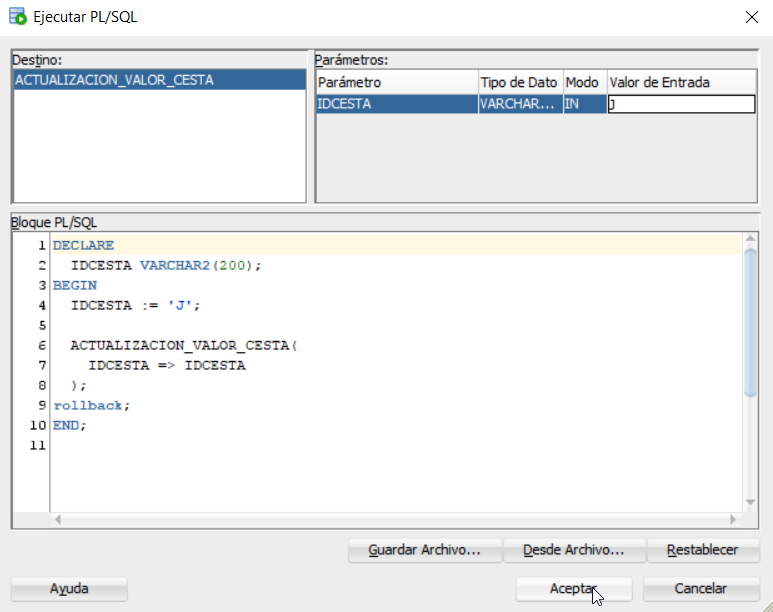 Ejecutar PL/SQL
Destino:
ACTUALIZACION_VALOR_CESTA
Parámetros:
Parámetro Tipo de Dato Modo Valor de Entrada
IDCESTA VARCHAR... IN J
Bloque PL/SQL
1 DECLARE
2 IDCESTA VARCHAR2(200);
3 BEGIN
4 IDCESTA := 'J';
5
6 ACTUALIZACION_VALOR_CESTA(
7 IDCESTA => IDCESTA
8 );
9 rollback;
10 END;
11
Guardar Archivo... Desde Archivo... Restablecer
Ayuda Aceptar Cancelar